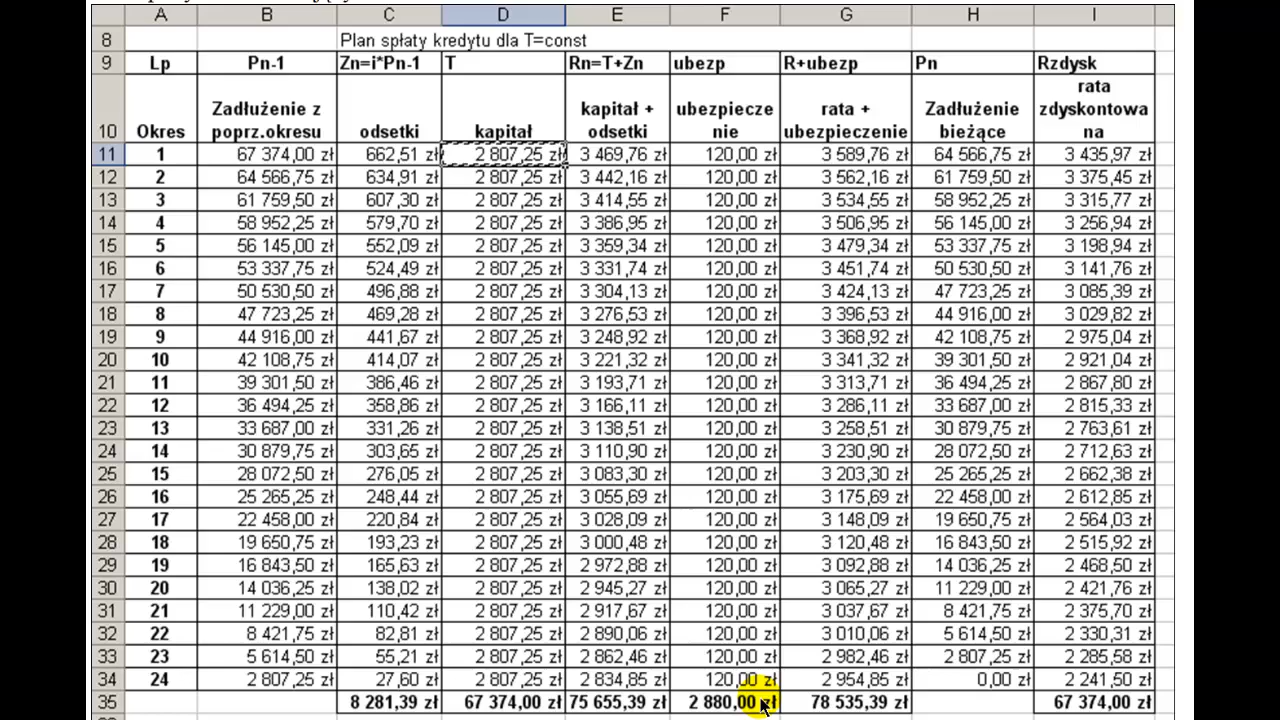 A B C D E F G H I
8 Plan spłaty kredytu dla T=const
9 Lp Pn-1 Zn=i*Pn-1 T Rn=T+Zn ubezp R+ubezp Pn Rzdysk
rata
Zadłużenie z kapitał + ubezpiecze rata + Zadłużenie zdyskontowa
10 Okres poprz.okresu odsetki kapitał odsetki nie ubezpieczenie bieżące na
11 1 67 374,00 zł 662,51 zł 2 807,25 zł 3 469,76 zł 120,00 zł 3 589,76 zł 64 566,75 zł 3 435,97 zł
12 2 64 566,75 zł 634,91 zł 2 807,25 zł 3 442,16 zł 120,00 zł 3 562,16 zł 61 759,50 zł 3 375,45 zł
13 3 61 759,50 zł 607,30 zł 2 807,25 zł 3 414,55 zł 120,00 zł 3 534,55 zł 58 952,25 zł 3 315,77 zł
14 4 58 952,25 zł 579,70 zł 2 807,25 zł 3 386,95 zł 120,00 zł 3 506,95 zł 56 145,00 zł 3 256,94 zł
15 5 56 145,00 zł 552,09 zł 2 807,25 zł 3 359,34 zł 120,00 zł 3 479,34 zł 53 337,75 zł 3 198,94 zł
16 6 53 337,75 zł 524,49 zł 2 807,25 zł 3 331,74 zł 120,00 zł 3 451,74 zł 50 530,50 zł 3 141,76 zł
17 7 50 530,50 zł 496,88 zł 2 807,25 zł 3 304,13 zł 120,00 zł 3 424,13 zł 47 723,25 zł 3 085,39 zł
18 8 47 723,25 zł 469,28 zł 2 807,25 zł 3 276,53 zł 120,00 zł 3 396,53 zł 44 916,00 zł 3 029,82 zł
19 9 44 916,00 zł 441,67 zł 2 807,25 zł 3 248,92 zł 120,00 zł 3 368,92 zł 42 108,75 zł 2 975,04 zł
20 10 42 108,75 zł 414,07 zł 2 807,25 zł 3 221,32 zł 120,00 zł 3 341,32 zł 39 301,50 zł 2 921,04 zł
21 11 39 301,50 zł 386,46 zł 2 807,25 zł 3 193,71 zł 120,00 zł 3 313,71 zł 36 494,25 zł 2 867,80 zł
22 12 36 494,25 zł 358,86 zł 2 807,25 zł 3 166,11 zł 120,00 zł 3 286,11 zł 33 687,00 zł 2 815,33 zł
23 13 33 687,00 zł 331,26 zł 2 807,25 zł 3 138,51 zł 120,00 zł 3 258,51 zł 30 879,75 zł 2 763,61 zł
24 14 30 879,75 zł 303,65 zł 2 807,25 zł 3 110,90 zł 120,00 zł 3 230,90 zł 28 072,50 zł 2 712,63 zł
25 15 28 072,50 zł 276,05 zł 2 807,25 zł 3 083,30 zł 120,00 zł 3 203,30 zł 25 265,25 zł 2 662,38 zł
26 16 25 265,25 zł 248,44 zł 2 807,25 zł 3 055,69 zł 120,00 zł 3 175,69 zł 22 458,00 zł 2 612,85 zł
27 17 22 458,00 zł 220,84 zł 2 807,25 zł 3 028,09 zł 120,00 zł 3 148,09 zł 19 650,75 zł 2 564,03 zł
28 18 19 650,75 zł 193,23 zł 2 807,25 zł 3 000,48 zł 120,00 zł 3 120,48 zł 16 843,50 zł 2 515,92 zł
29 19 16 843,50 zł 165,63 zł 2 807,25 zł 2 972,88 zł 120,00 zł 3 092,88 zł 14 036,25 zł 2 468,50 zł
30 20 14 036,25 zł 138,02 zł 2 807,25 zł 2 945,27 zł 120,00 zł 3 065,27 zł 11 229,00 zł 2 421,76 zł
31 21 11 229,00 zł 110,42 zł 2 807,25 zł 2 917,67 zł 120,00 zł 3 037,67 zł 8 421,75 zł 2 375,70 zł
32 22 8 421,75 zł 82,81 zł 2 807,25 zł 2 890,06 zł 120,00 zł 3 010,06 zł 5 614,50 zł 2 330,31 zł
33 23 5 614,50 zł 55,21 zł 2 807,25 zł 2 862,46 zł 120,00 zł 2 982,46 zł 2 807,25 zł 2 285,58 zł
34 24 2 807,25 zł 27,60 zł 2 807,25 zł 2 834,85 zł 120,00 zł 2 954,85 zł 0,00 zł 2 241,50 zł
35 8 281,39 zł 67 374,00 zł 75 655,39 zł 2 880,00 zł 78 535,39 zł 67 374,00 zł